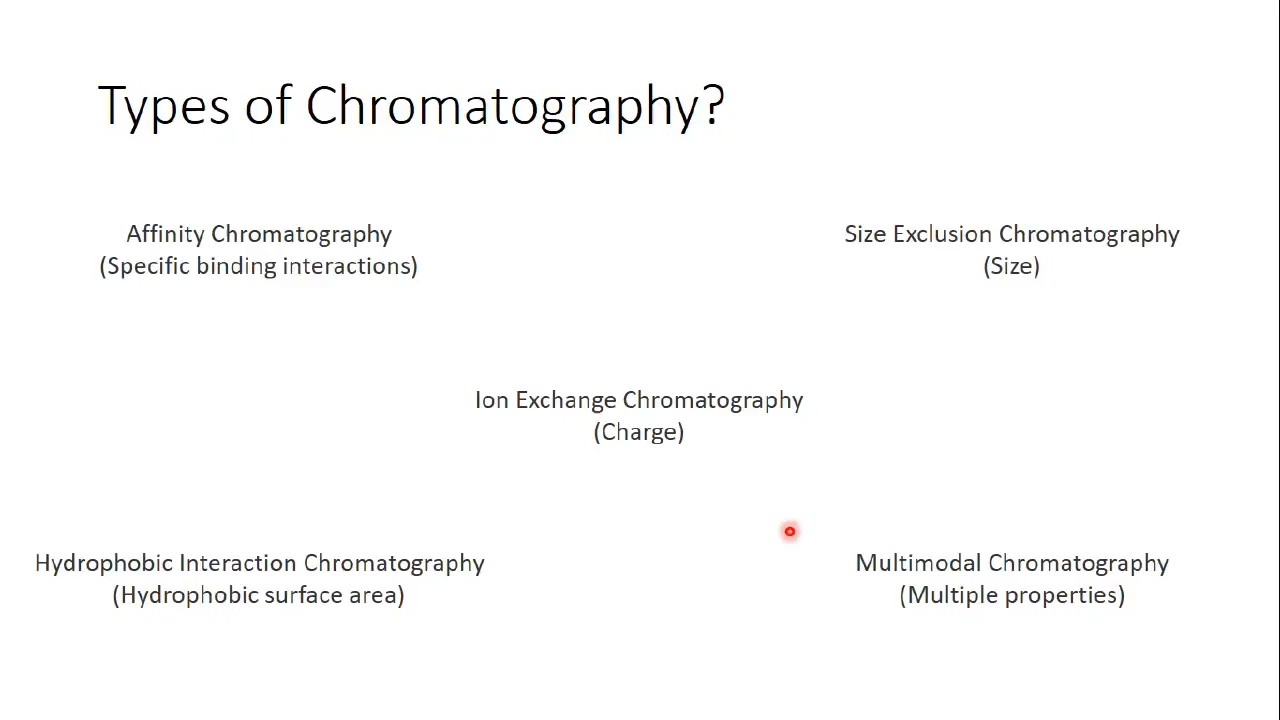 Types of Chromatography?
Affinity Chromatography
(Specific binding interactions)
Size Exclusion Chromatography
(Size)
Ion Exchange Chromatography
(Charge)
Hydrophobic Interaction Chromatography
(Hydrophobic surface area)
Multimodal Chromatography
(Multiple properties)